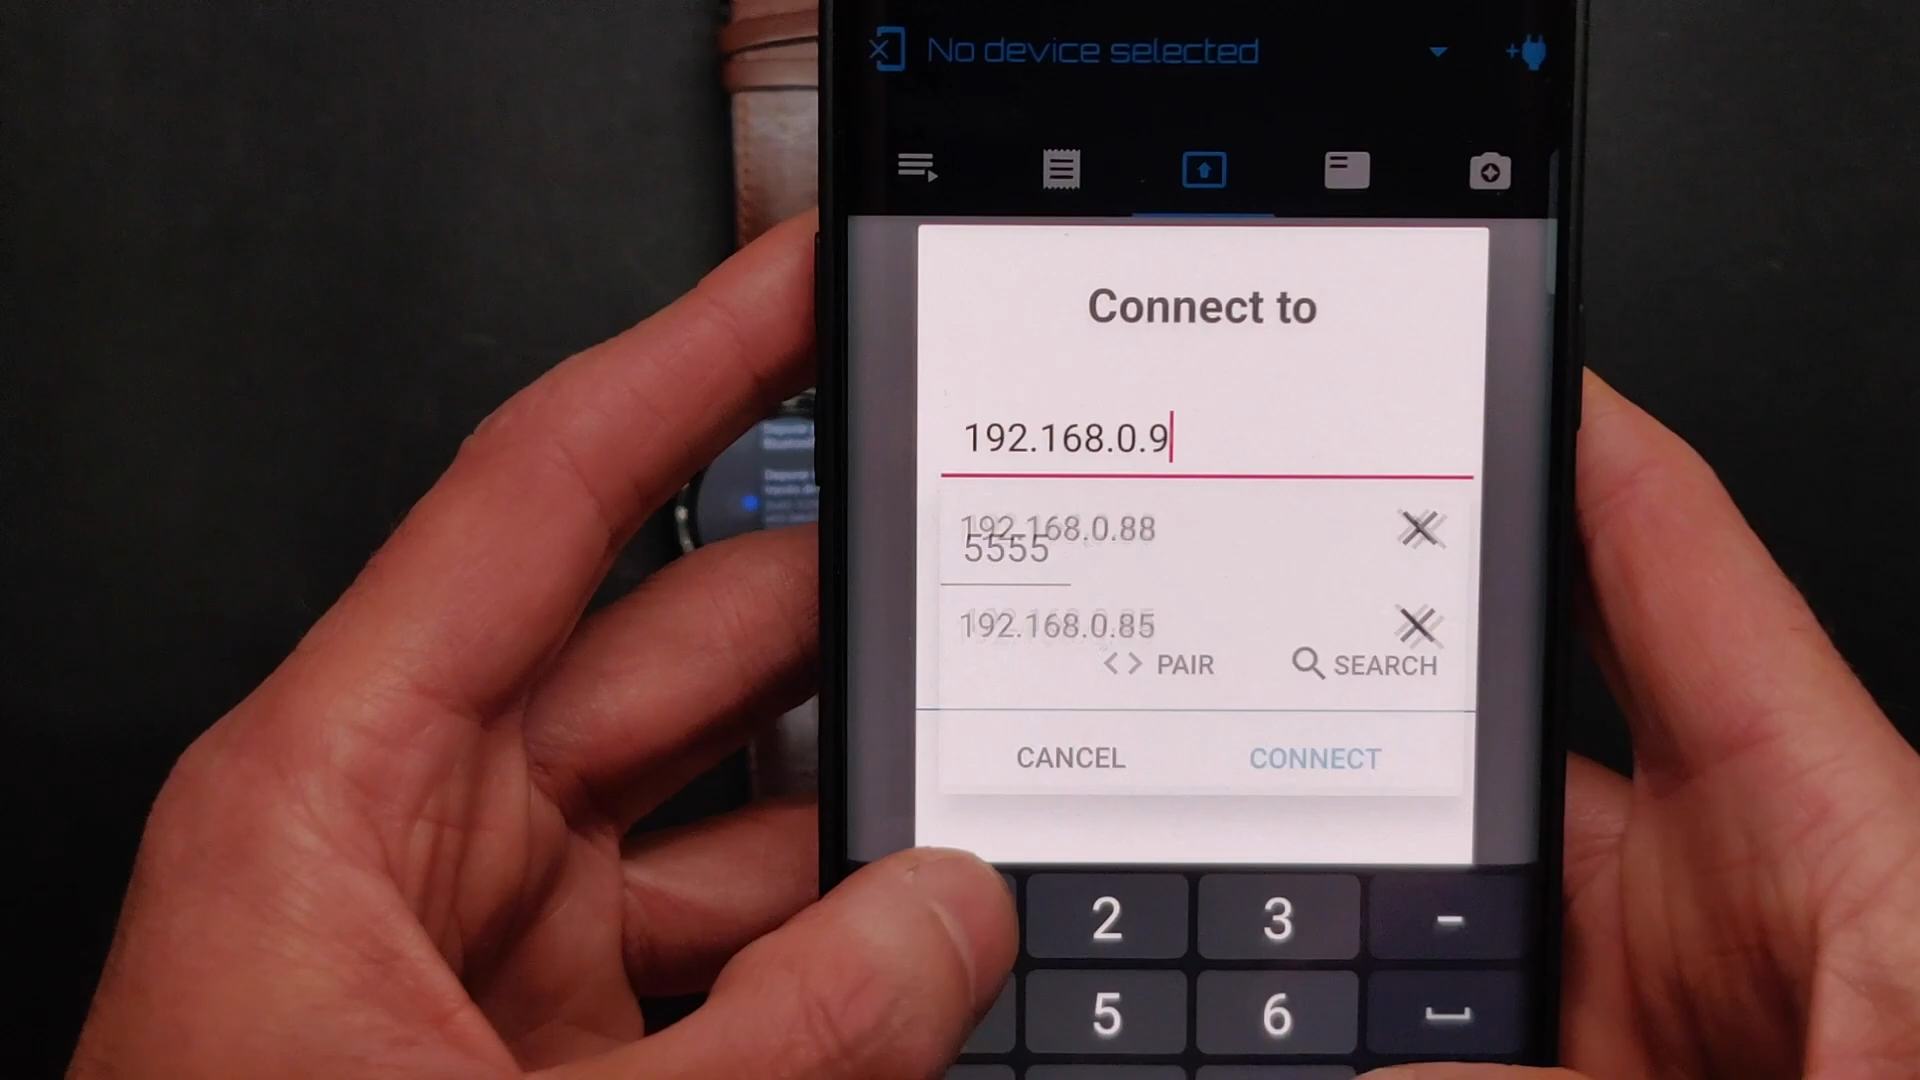 No device selected
Connect to
192.168.0.9
192.168.0.88
5555
192.168.0.85
PAIR
SEARCH
CANCEL
CONNECT
2
3
-
5
6